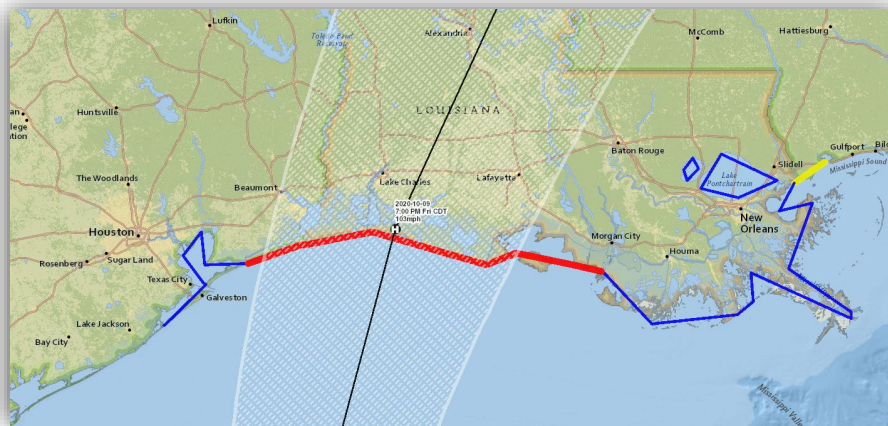 Lufkin
Toledo Bend
Reservoir
Alexandria
McComb
Hattiesburg
Huntsville
LOUISIANA
The Woodlands
Beaumont
Lake Charles
Lafayette
Baton Rouge
Slidell
Gulfport
Lake
Pontchartrain
Mississippi Sound
2020-10-09
7:00 PM Fri CDT
103mph
H
New
Orleans
Houston
Rosenberg
Sugar Land
Texas City
Galveston
Morgan City
Houma
Lake Jackson
Bay City